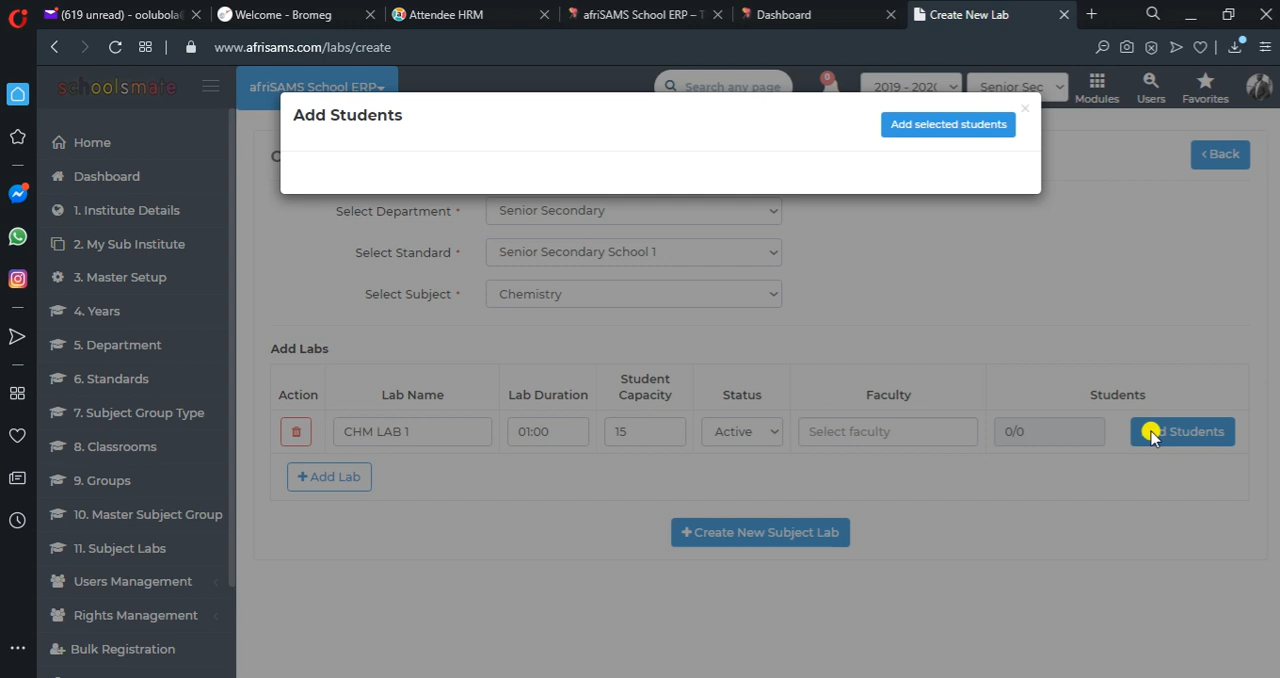 (619 unread) - oolubola
Welcome - Bromeg
Attendee HRM
afriSAMS School ERP – T
Dashboard
Create New Lab
www.afrisams.com/labs/create
schoolsmate
afriSAMS School ERP
Search any page
0
2019 - 202(
Senior Sec
Modules
Users
Favorites
Add Students
Add selected students
< Back
Home
Dashboard
1. Institute Details
2. My Sub Institute
3. Master Setup
4. Years
5. Department
6. Standards
7. Subject Group Type
8. Classrooms
9. Groups
10. Master Subject Group
11. Subject Labs
Users Management
Rights Management
Bulk Registration
Select Department *
Senior Secondary
Select Standard *
Senior Secondary School 1
Select Subject *
Chemistry
Add Labs
Action
Lab Name
Lab Duration
Student Capacity
Status
Faculty
Students
CHM LAB 1
01:00
15
Active
Select faculty
0/0
d Students
+ Add Lab
+ Create New Subject Lab